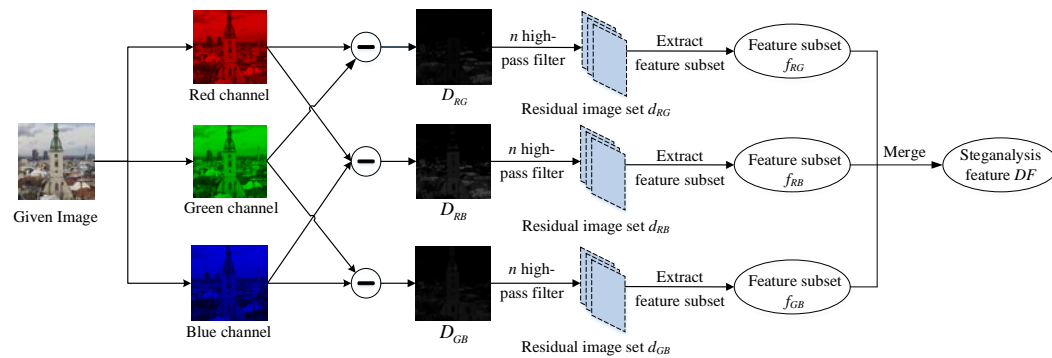 Given Image
Red channel
Green channel
Blue channel
D_RG
D_RB
D_GB
n high-
pass filter
Residual image set d_RG
Extract
feature subset
Feature subset
f_RG
n high-
pass filter
Residual image set d_RB
Extract
feature subset
Feature subset
f_RB
n high-
pass filter
Residual image set d_GB
Extract
feature subset
Feature subset
f_GB
Merge
Steganalysis
feature DF